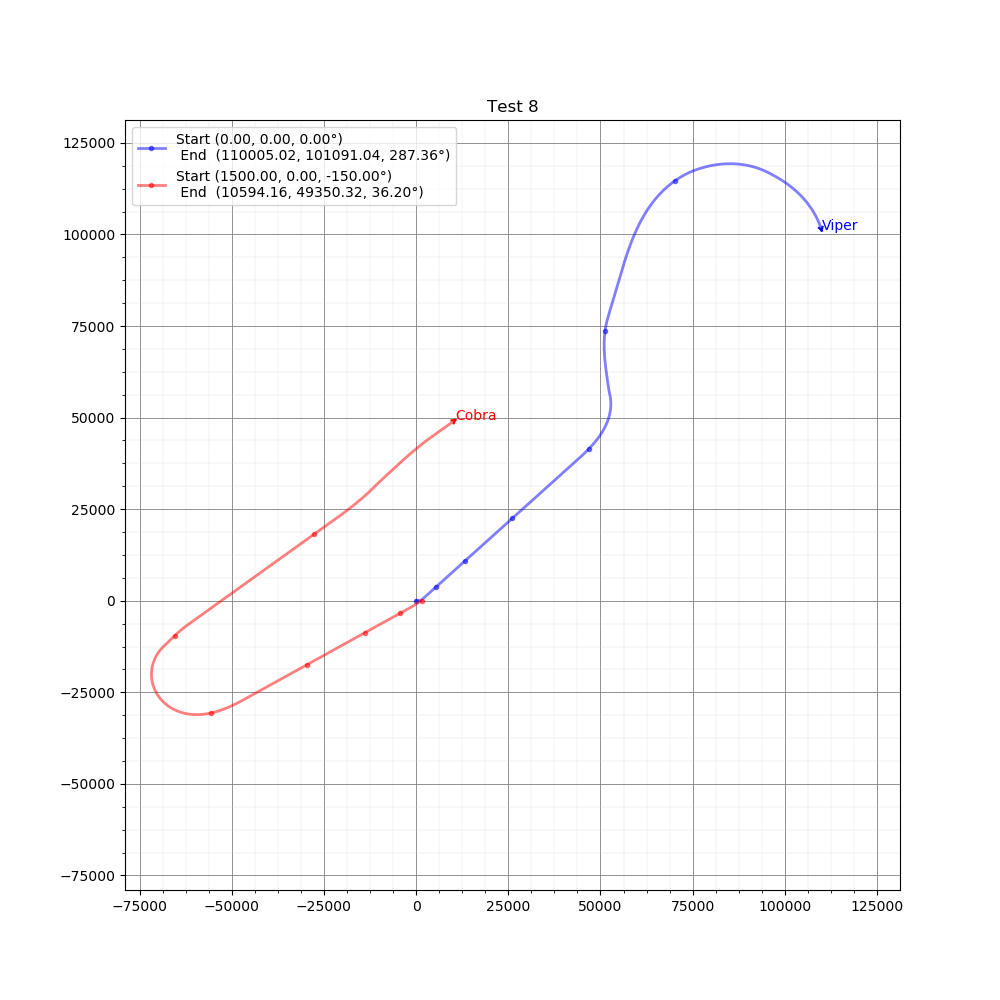 Test 8
Start (0.00, 0.00, 0.00°)
End (110005.02, 101091.04, 287.36°)
Start (1500.00, 0.00, -150.00°)
End (10594.16, 49350.32, 36.20°)
125000
100000
75000
50000
25000
0
−25000
−50000
−75000
Viper
Cobra
−75000 −50000 −25000 0 25000 50000 75000 100000 125000